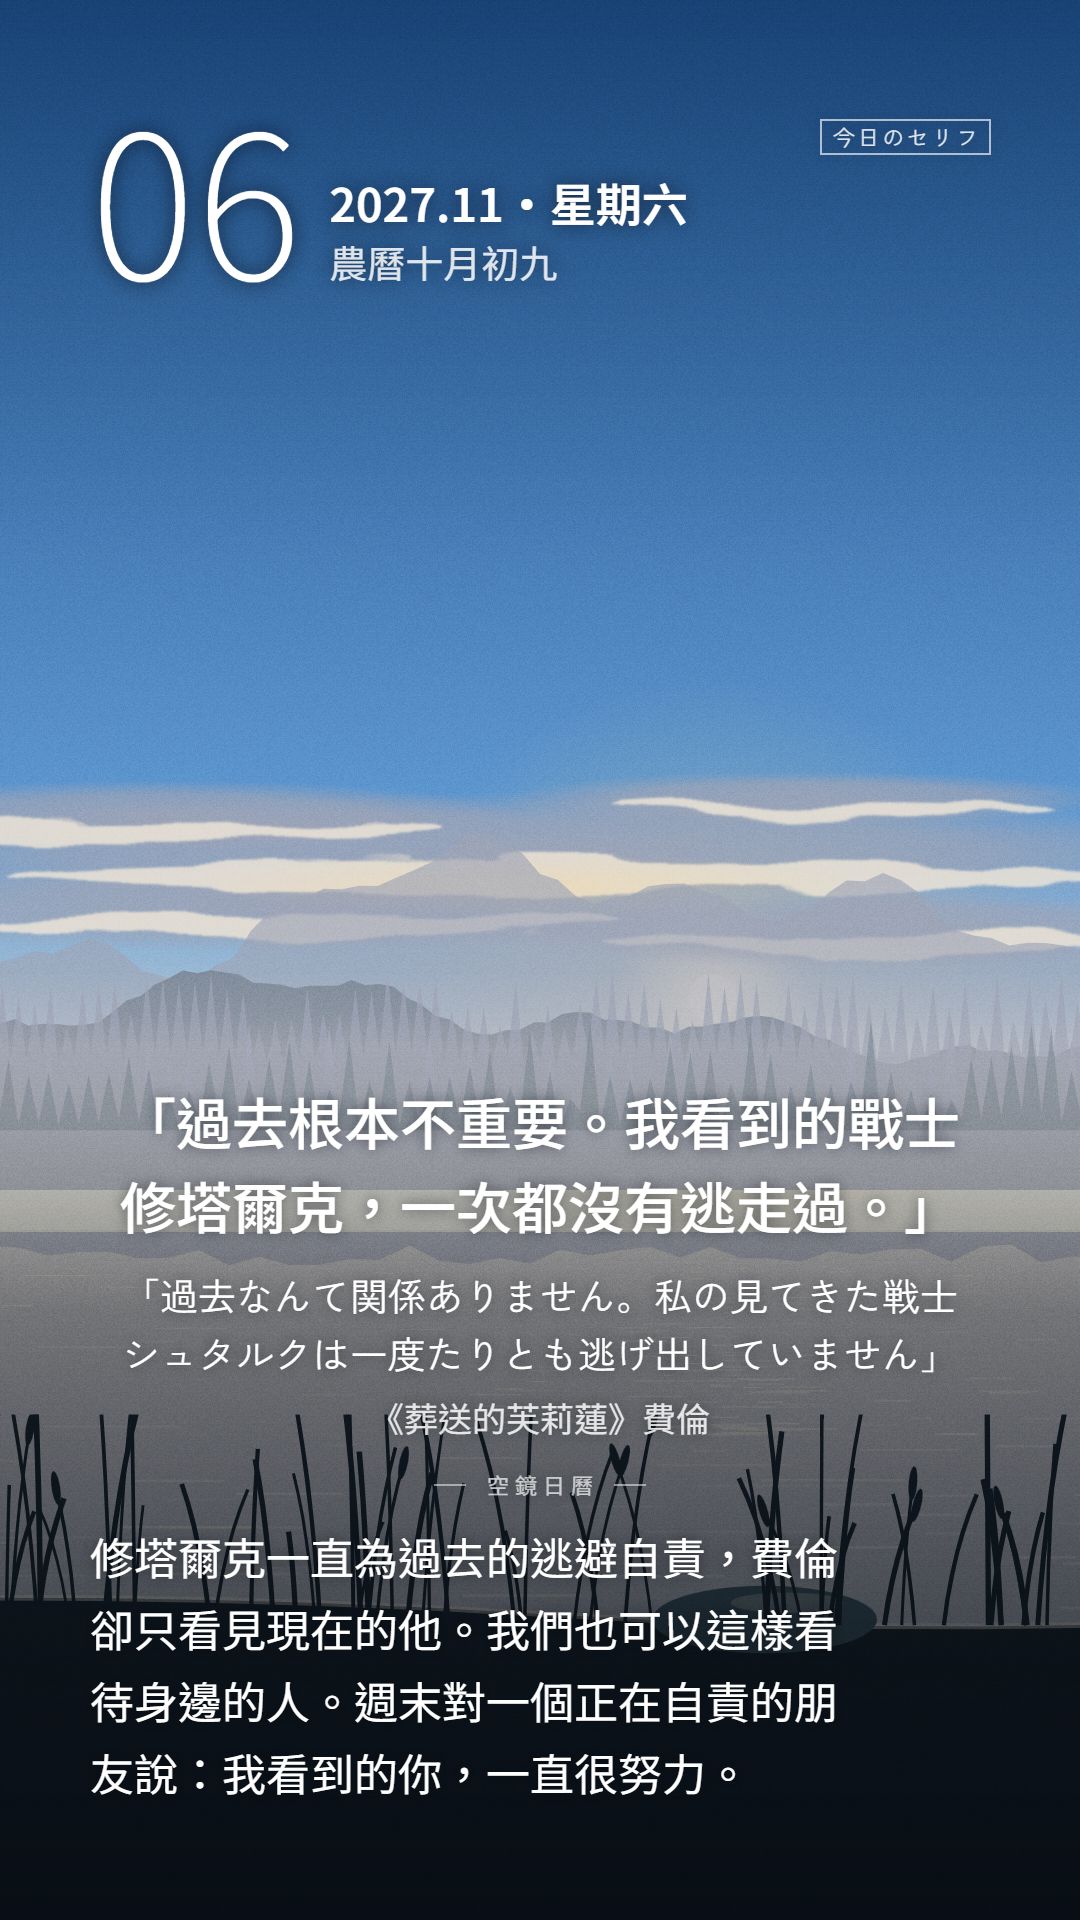 06
今日のセリフ
2027.11・星期六
農曆十月初九
「過去根本不重要。我看到的戰士
修塔爾克，一次都沒有逃走過。」
「過去なんて関係ありません。私の見てきた戦士
シュタルクは一度たりとも逃げ出していません」
《葬送的芙莉蓮》費倫
— 空鏡日曆 —
修塔爾克一直為過去的逃避自責，費倫
卻只看見現在的他。我們也可以這樣看
待身邊的人。週末對一個正在自責的朋
友說：我看到的你，一直很努力。